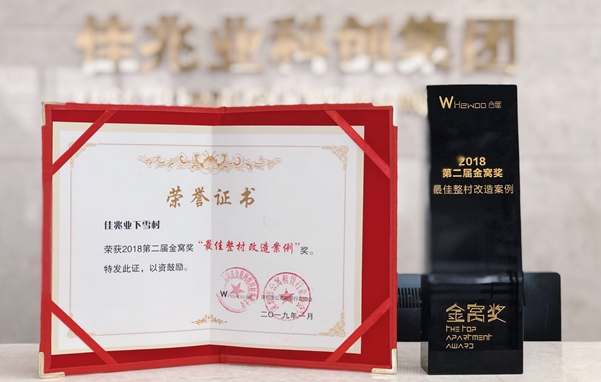 佳兆业科创集团
荣誉证书
佳兆业下雪村
荣获2018第二届金窝奖“最佳整村改造案例”奖。
特发此证，以资鼓励。
二〇一九年一月
WHewoo 合屋
2018
第二届金窝奖
最佳整村改造案例
金窝奖
THE TOP
APARTMENT
AWARD